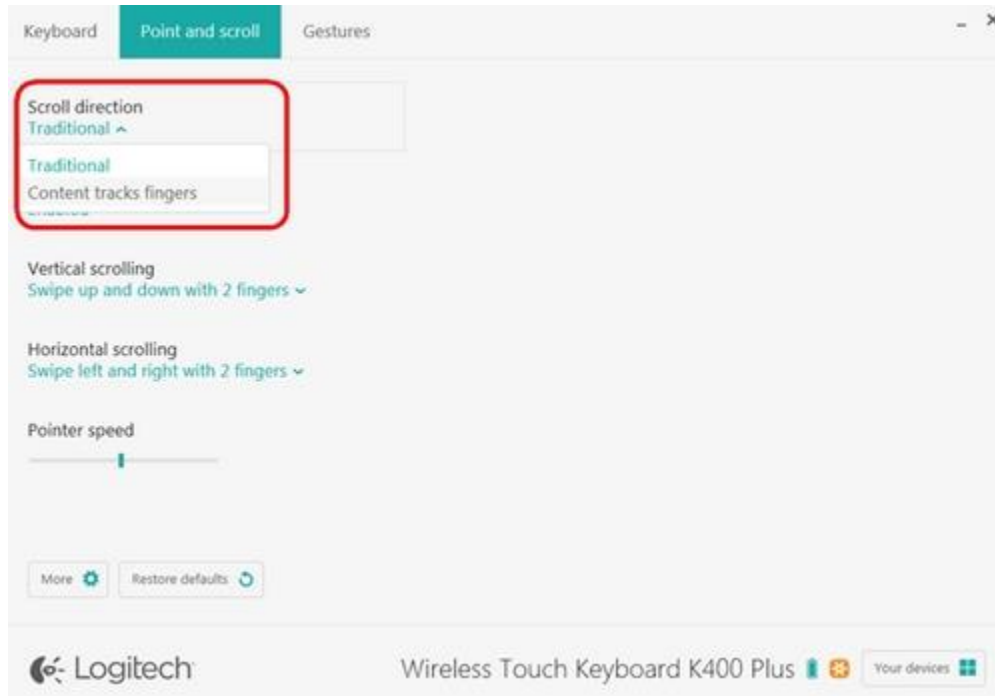 Keyboard
Point and scroll
Gestures
Scroll direction
Traditional
Traditional
Content tracks fingers
Enabled
Vertical scrolling
Swipe up and down with 2 fingers
Horizontal scrolling
Swipe left and right with 2 fingers
Pointer speed
More
Restore defaults
Logitech
Wireless Touch Keyboard K400 Plus
Your devices